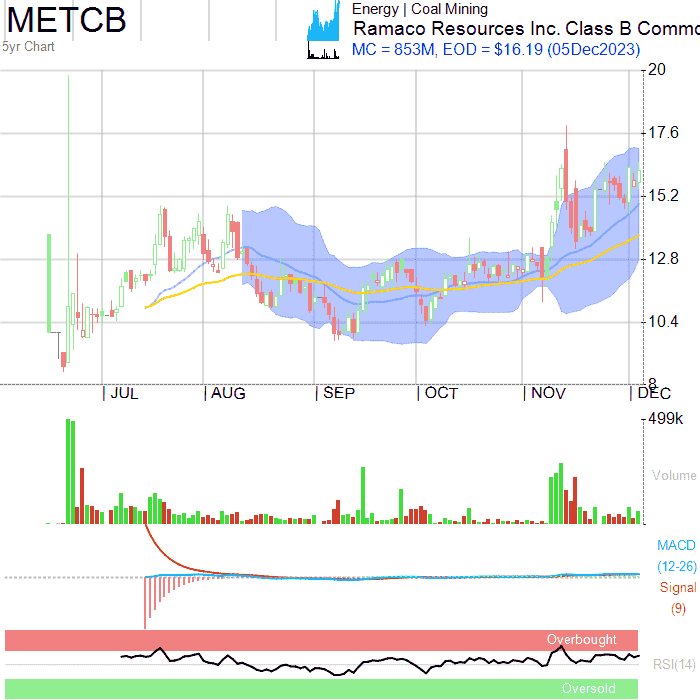 METCB
5yr Chart
Energy | Coal Mining
Ramaco Resources Inc. Class B Commo
MC = 853M, EOD = $16.19 (05Dec2023)
20
17.6
15.2
12.8
10.4
8
JUL
AUG
SEP
OCT
NOV
DEC
499k
Volume
MACD
(12-26)
Signal
(9)
Overbought
RSI(14)
Oversold